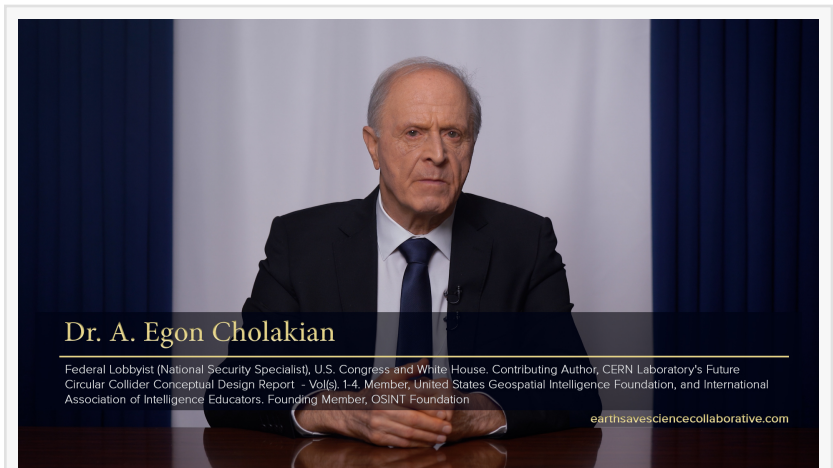 Dr. A. Egon Cholakian
Federal Lobbyist (National Security Specialist), U.S. Congress and White House. Contributing Author, CERN Laboratory's Future
Circular Collider Conceptual Design Report - Vol(s). 1-4. Member, United States Geospatial Intelligence Foundation, and International
Association of Intelligence Educators. Founding Member, OSINT Foundation
earthsavesciencecollaborative.com